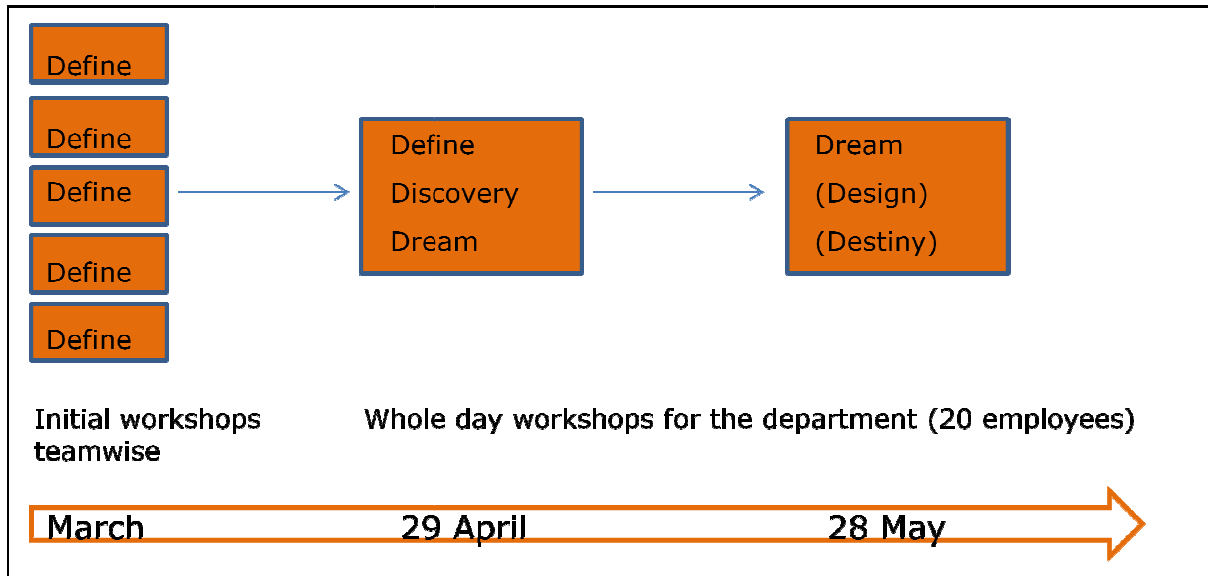 Define
Define
Define
Define
Define
Define
Discovery
Dream
Dream
(Design)
(Destiny)
Initial workshops
teamwise
Whole day workshops for the department (20 employees)
March
29 April
28 May